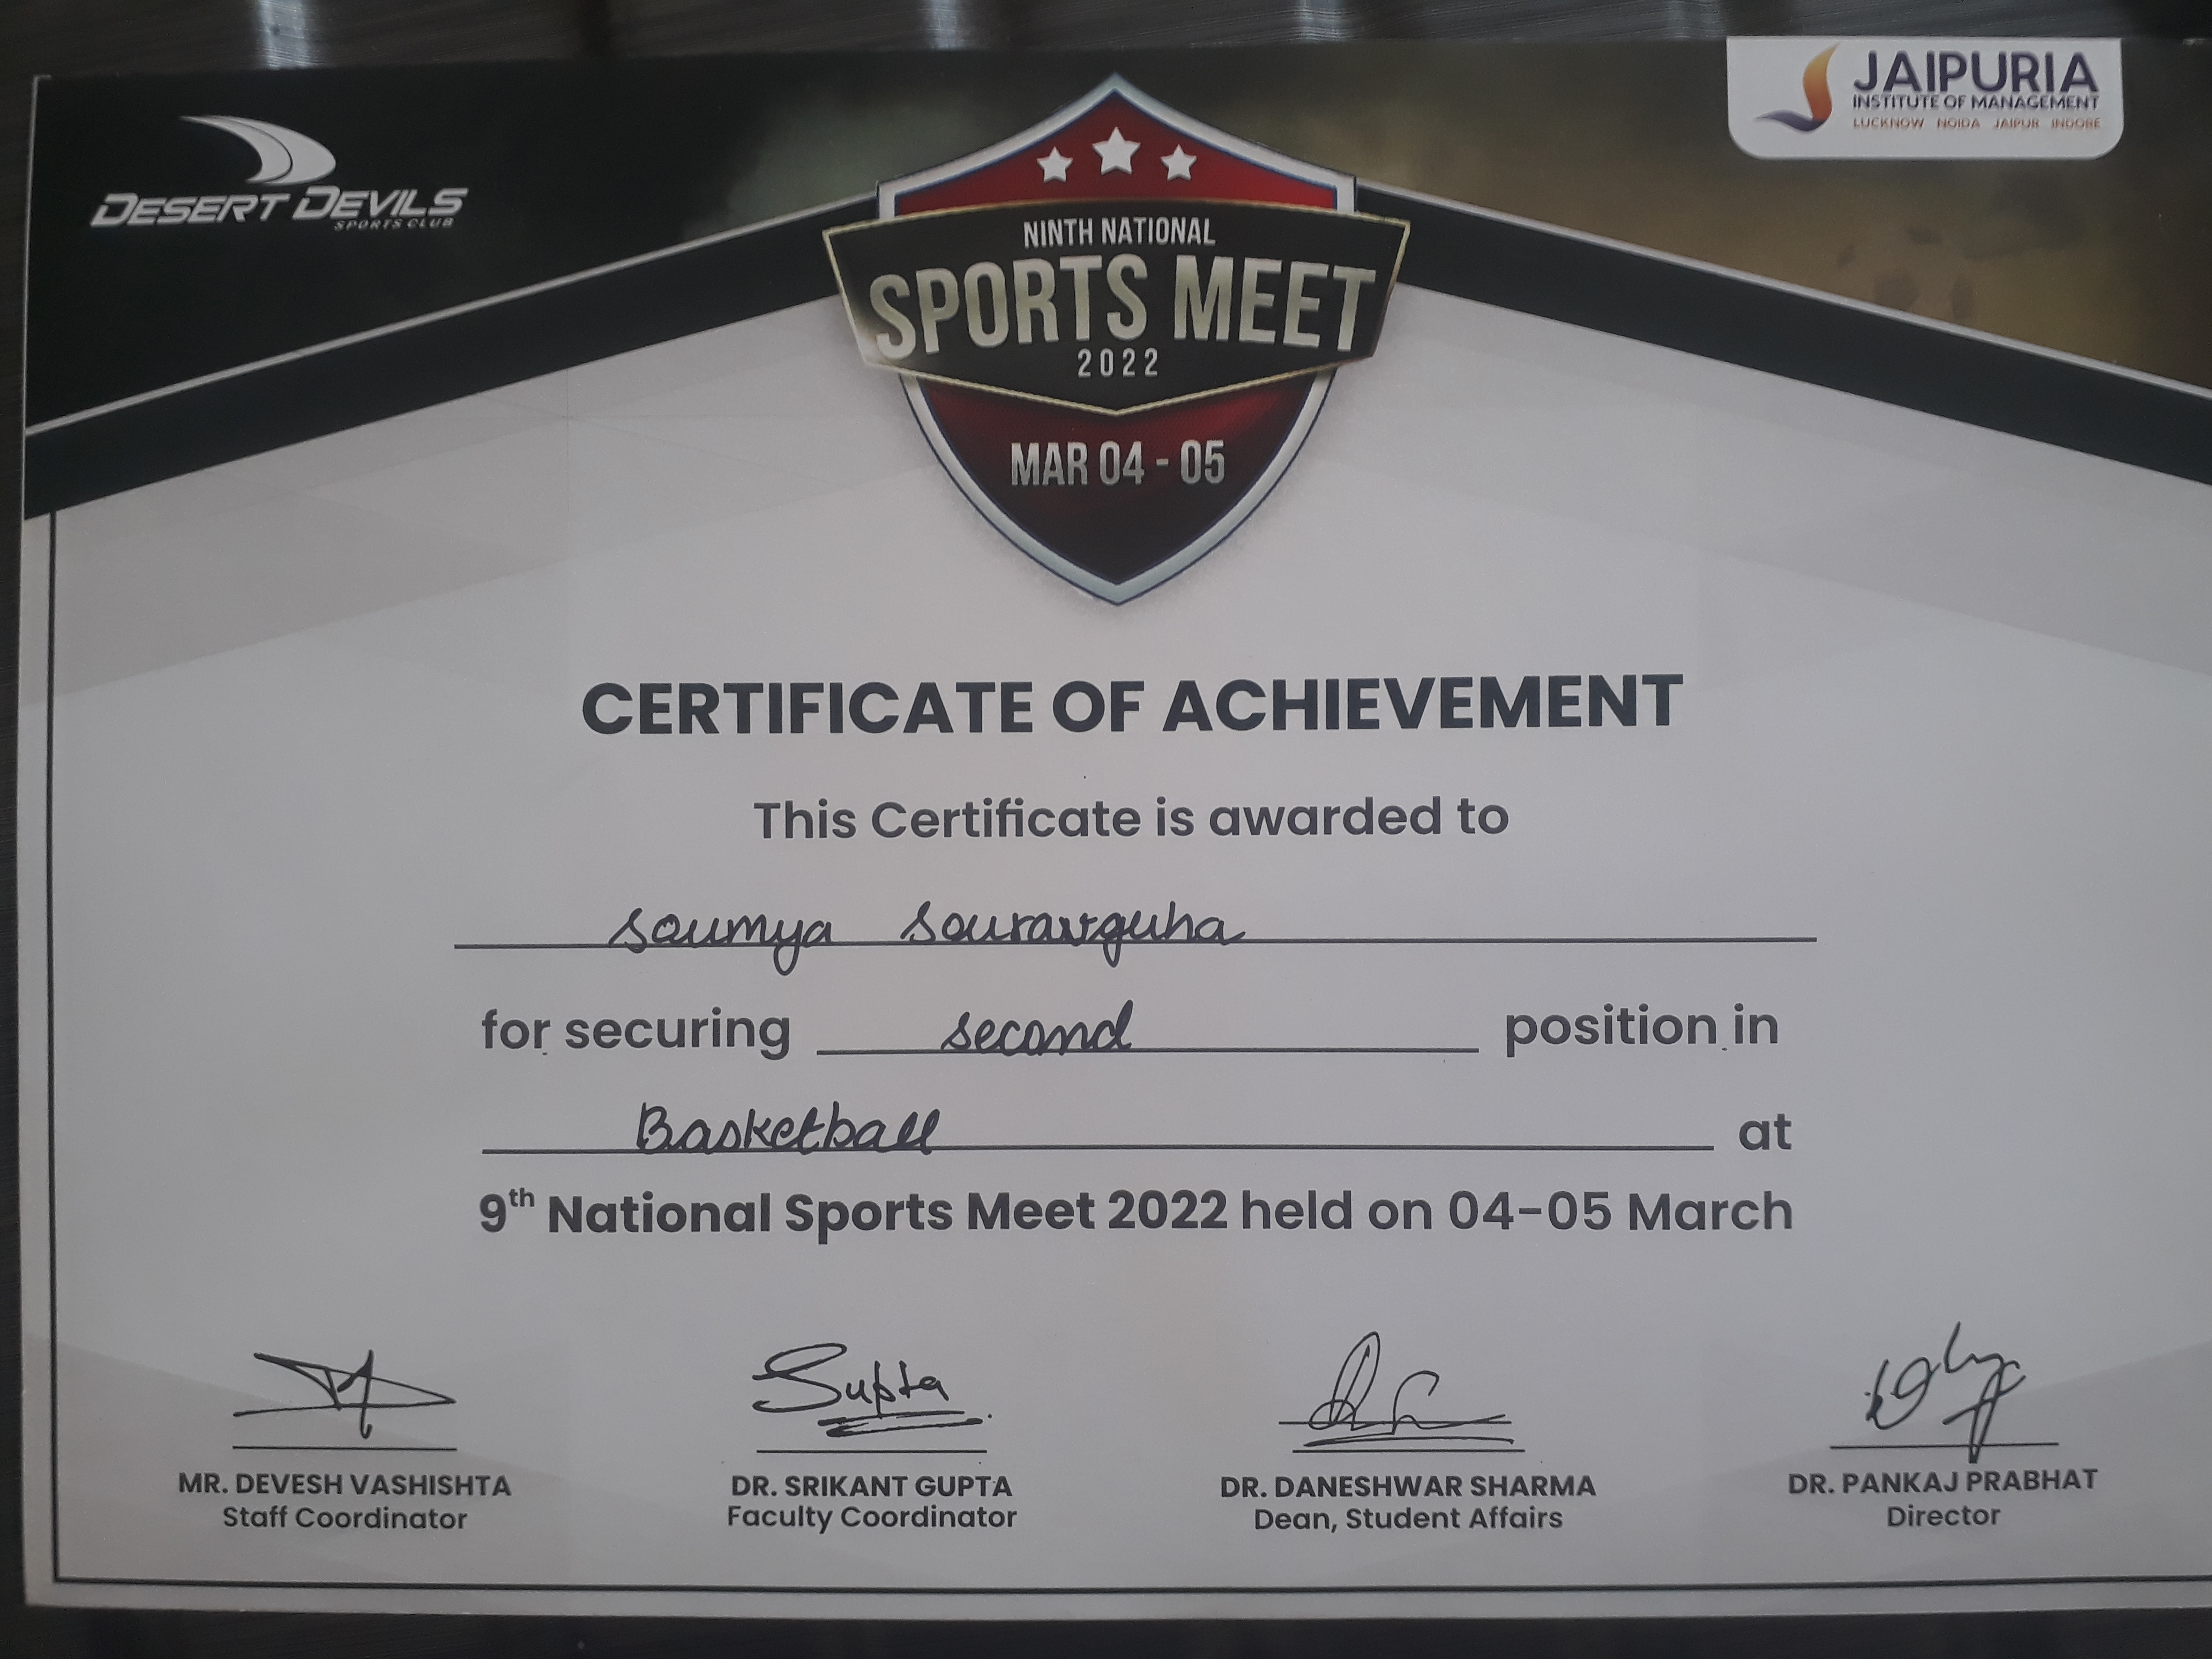 DESERT DEVILS
SPORTS CLUB
JAIPURIA
INSTITUTE OF MANAGEMENT
LUCKNOW NOIDA JAIPUR INDORE
NINTH NATIONAL
SPORTS MEET
2022
MAR 04 - 05
CERTIFICATE OF ACHIEVEMENT
This Certificate is awarded to
Soumya Souravguha
for securing second position in
Basketball at
9th National Sports Meet 2022 held on 04-05 March
Gupta
MR. DEVESH VASHISHTA
Staff Coordinator
DR. SRIKANT GUPTA
Faculty Coordinator
DR. DANESHWAR SHARMA
Dean, Student Affairs
DR. PANKAJ PRABHAT
Director